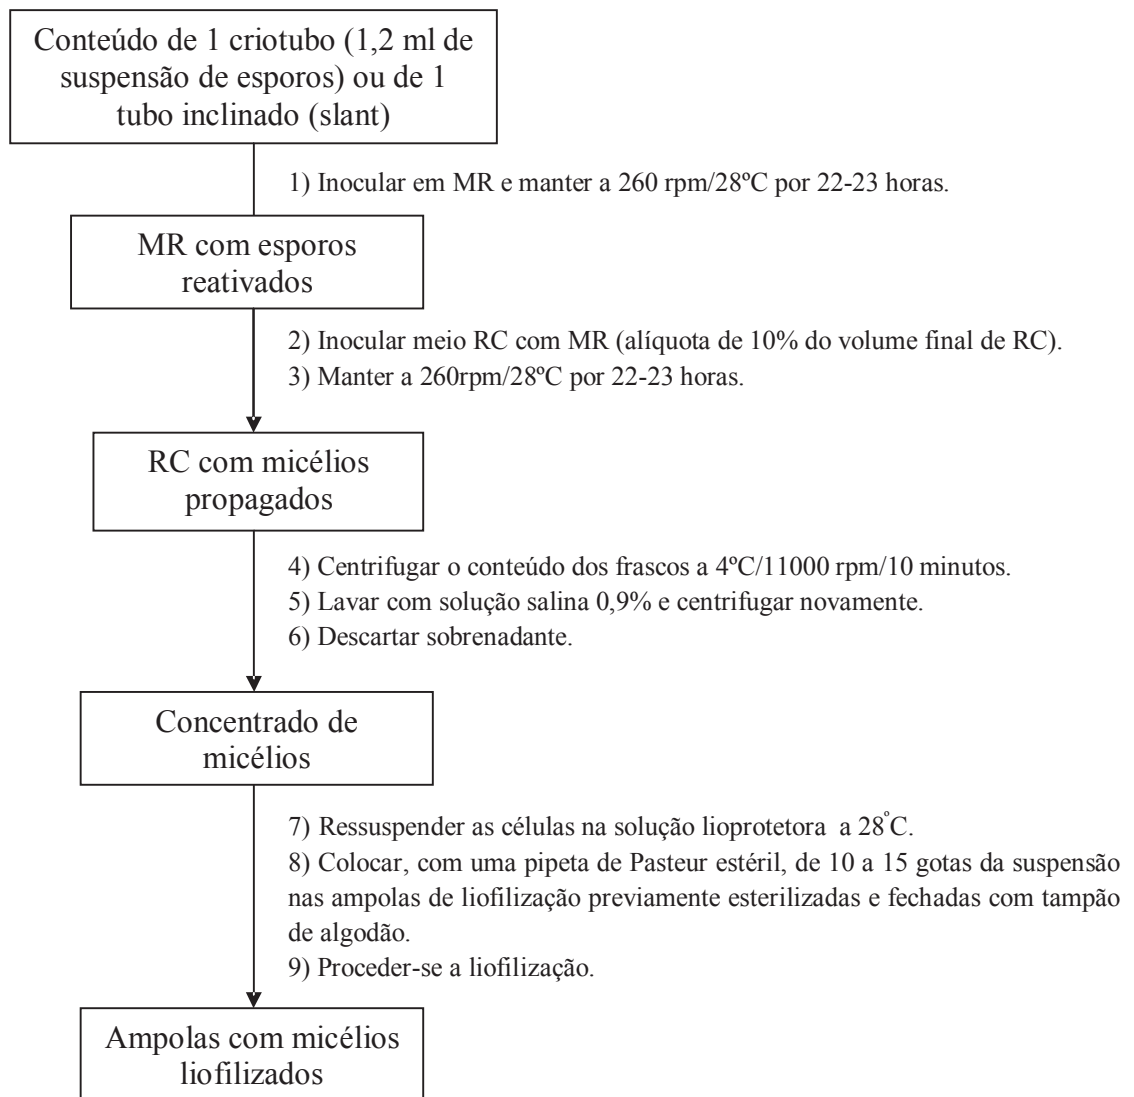 Conteúdo de 1 criotubo (1,2 ml de
suspensão de esporos) ou de 1
tubo inclinado (slant)
1) Inocular em MR e manter a 260 rpm/28ºC por 22-23 horas.
MR com esporos
reativados
2) Inocular meio RC com MR (alíquota de 10% do volume final de RC).
3) Manter a 260rpm/28ºC por 22-23 horas.
RC com micélios
propagados
4) Centrifugar o conteúdo dos frascos a 4ºC/11000 rpm/10 minutos.
5) Lavar com solução salina 0,9% e centrifugar novamente.
6) Descartar sobrenadante.
Concentrado de
micélios
7) Ressuspender as células na solução lioprotetora a 28°C.
8) Colocar, com uma pipeta de Pasteur estéril, de 10 a 15 gotas da suspensão
nas ampolas de liofilização previamente esterilizadas e fechadas com tampão
de algodão.
9) Proceder-se a liofilização.
Ampolas com micélios
liofilizados